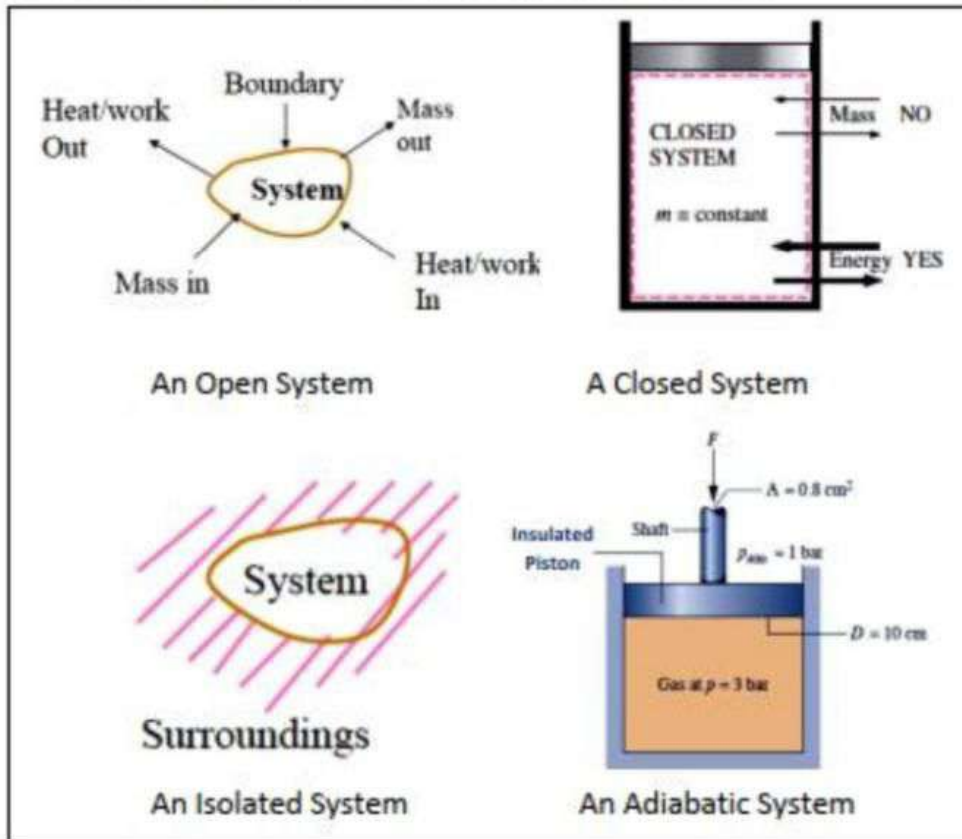 Boundary
Heat/work
Out
Mass
out
System
Mass in
Heat/work
In
An Open System
CLOSED
SYSTEM
m = constant
Mass NO
Energy YES
A Closed System
System
Surroundings
An Isolated System
F
A = 0.8 cm²
Shaft
Insulated
Piston
= 1 bar
D = 10 cm
Gas at p = 3 bar
An Adiabatic System